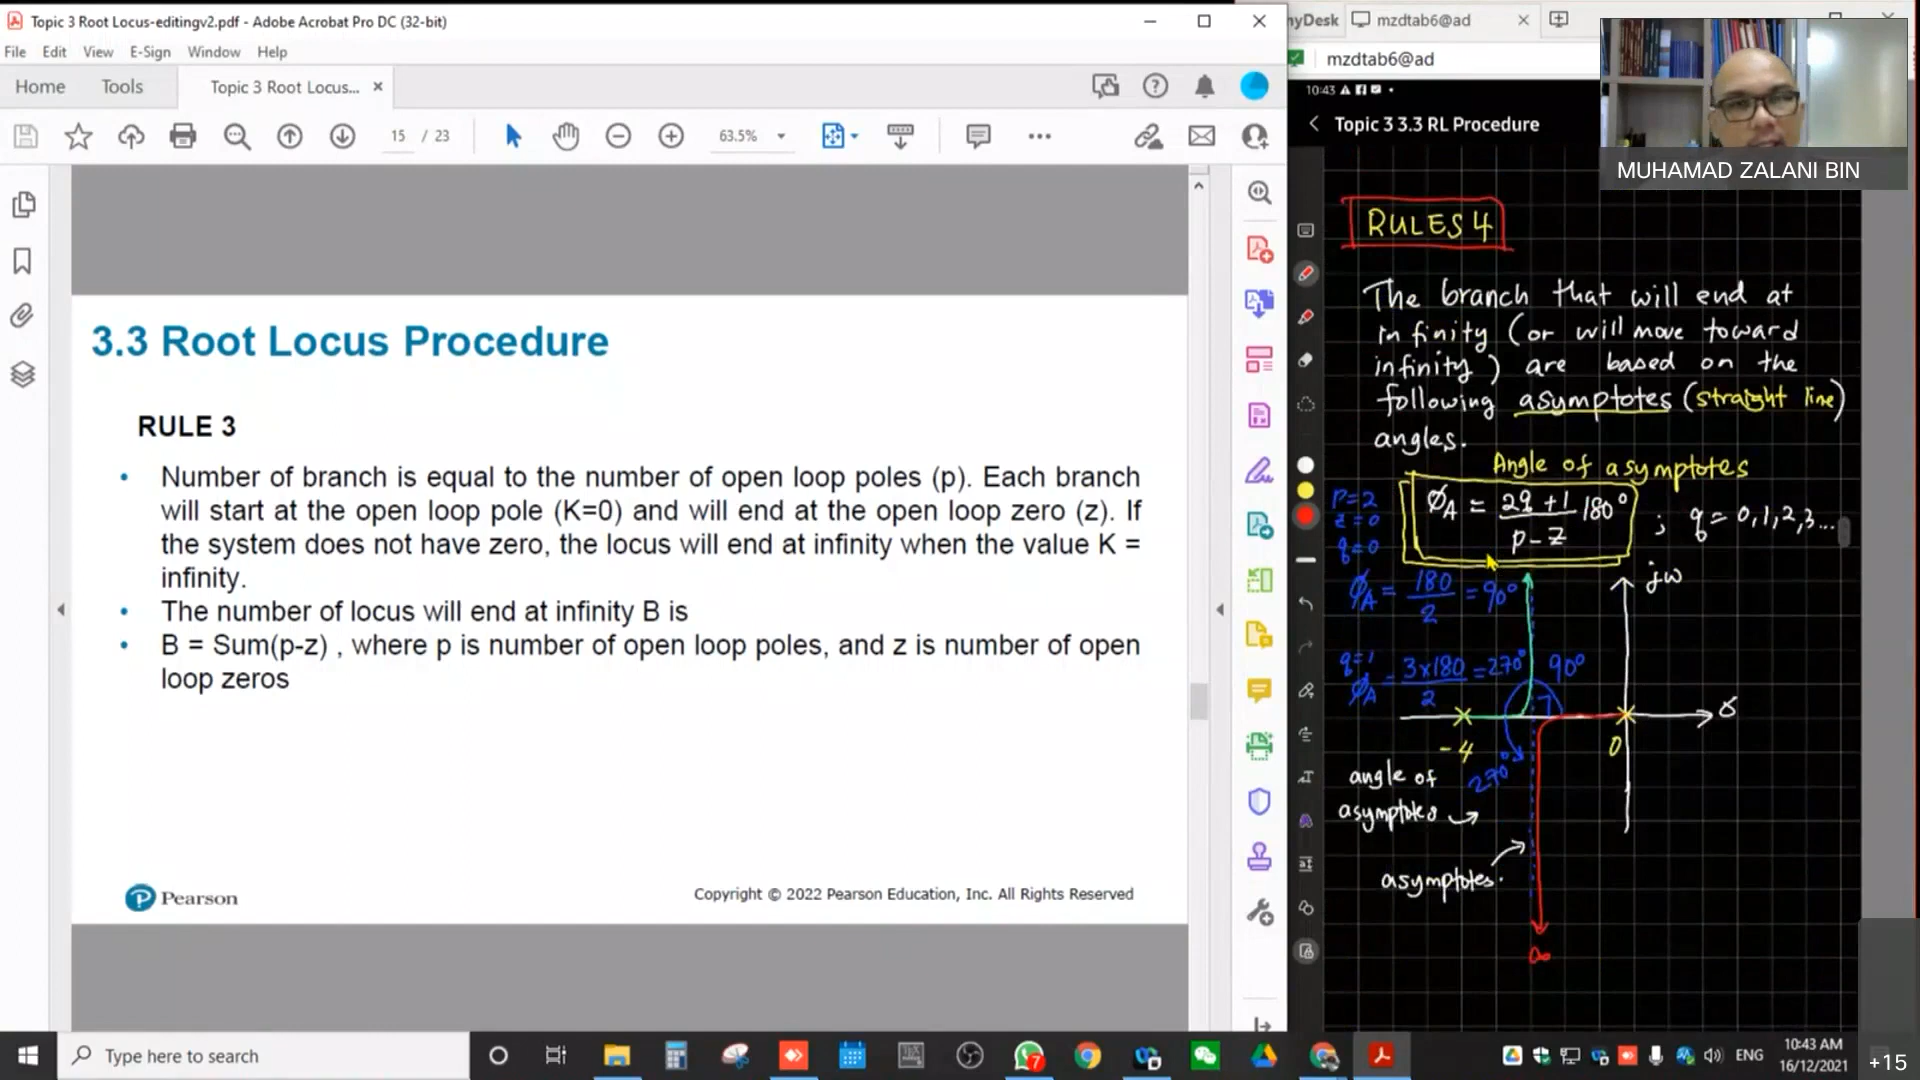 Topic 3 Root Locus-editingv2.pdf - Adobe Acrobat Pro DC (32-bit)
File Edit View E-Sign Window Help
Home Tools Topic 3 Root Locus...
15 / 23
63.5%
3.3 Root Locus Procedure
RULE 3
• Number of branch is equal to the number of open loop poles (p). Each branch
will start at the open loop pole (K=0) and will end at the open loop zero (z). If
the system does not have zero, the locus will end at infinity when the value K =
infinity.
• The number of locus will end at infinity B is
• B = Sum(p-z) , where p is number of open loop poles, and z is number of open
loop zeros
Pearson
Copyright © 2022 Pearson Education, Inc. All Rights Reserved
nyDesk mzdtab6@ad
mzdtab6@ad
10:43
Topic 3 3.3 RL Procedure
MUHAMAD ZALANI BIN
RULES 4
The branch that will end at
infinity (or will move toward
infinity) are based on the
following asymptotes (straight line)
angles.
Angle of asymptotes
P=2
z=0
q=0
ØA = 2q+1 180°
p-z
; q = 0,1,2,3...
ØA = 180 = 90°
2
jω
q=1
ØA = 3x180 = 270°
2
90°
σ
-4
0
270°
angle of
asymptotes
asymptotes.
∞
Type here to search
7
ENG
10:43 AM
16/12/2021
+15